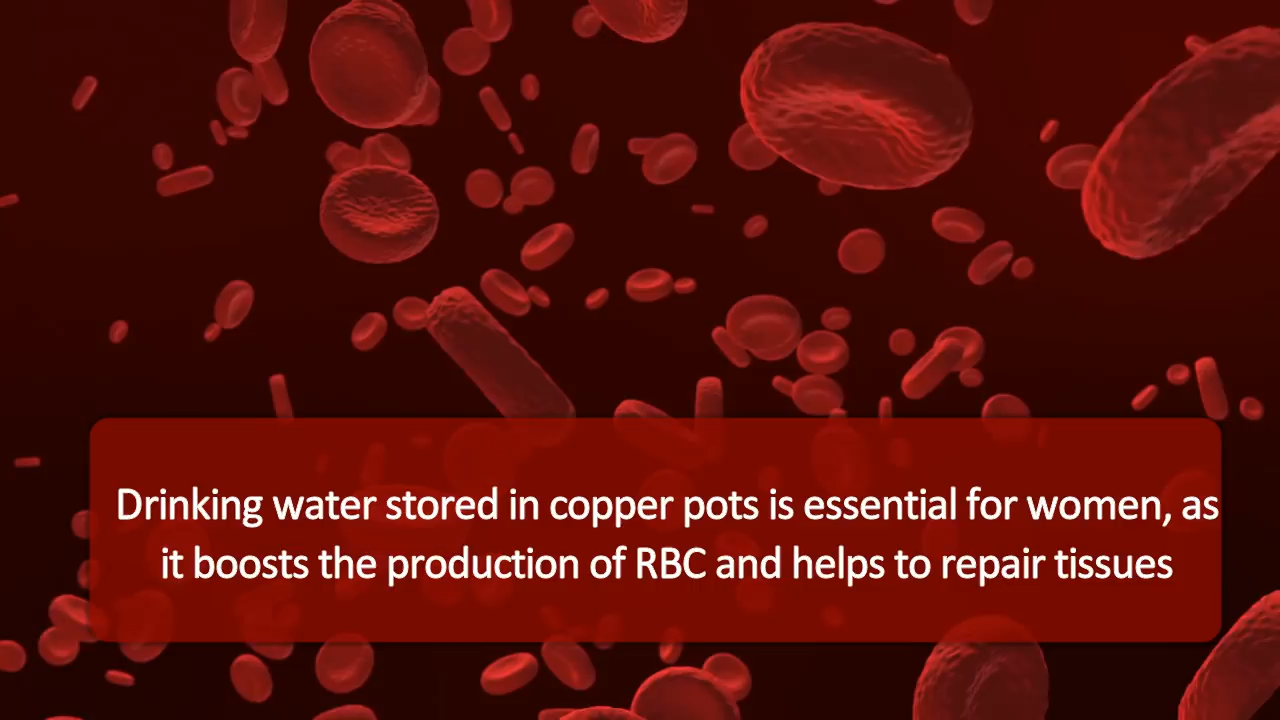 Drinking water stored in copper pots is essential for women, as
it boosts the production of RBC and helps to repair tissues